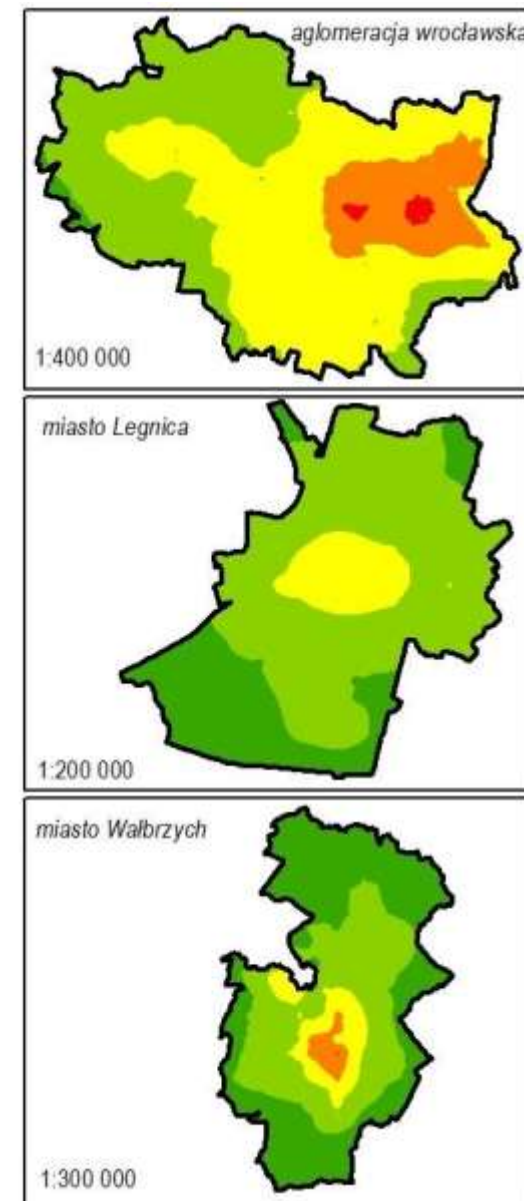 aglomeracja wrocławska
1:400 000
miasto Legnica
1:200 000
miasto Wałbrzych
1:300 000